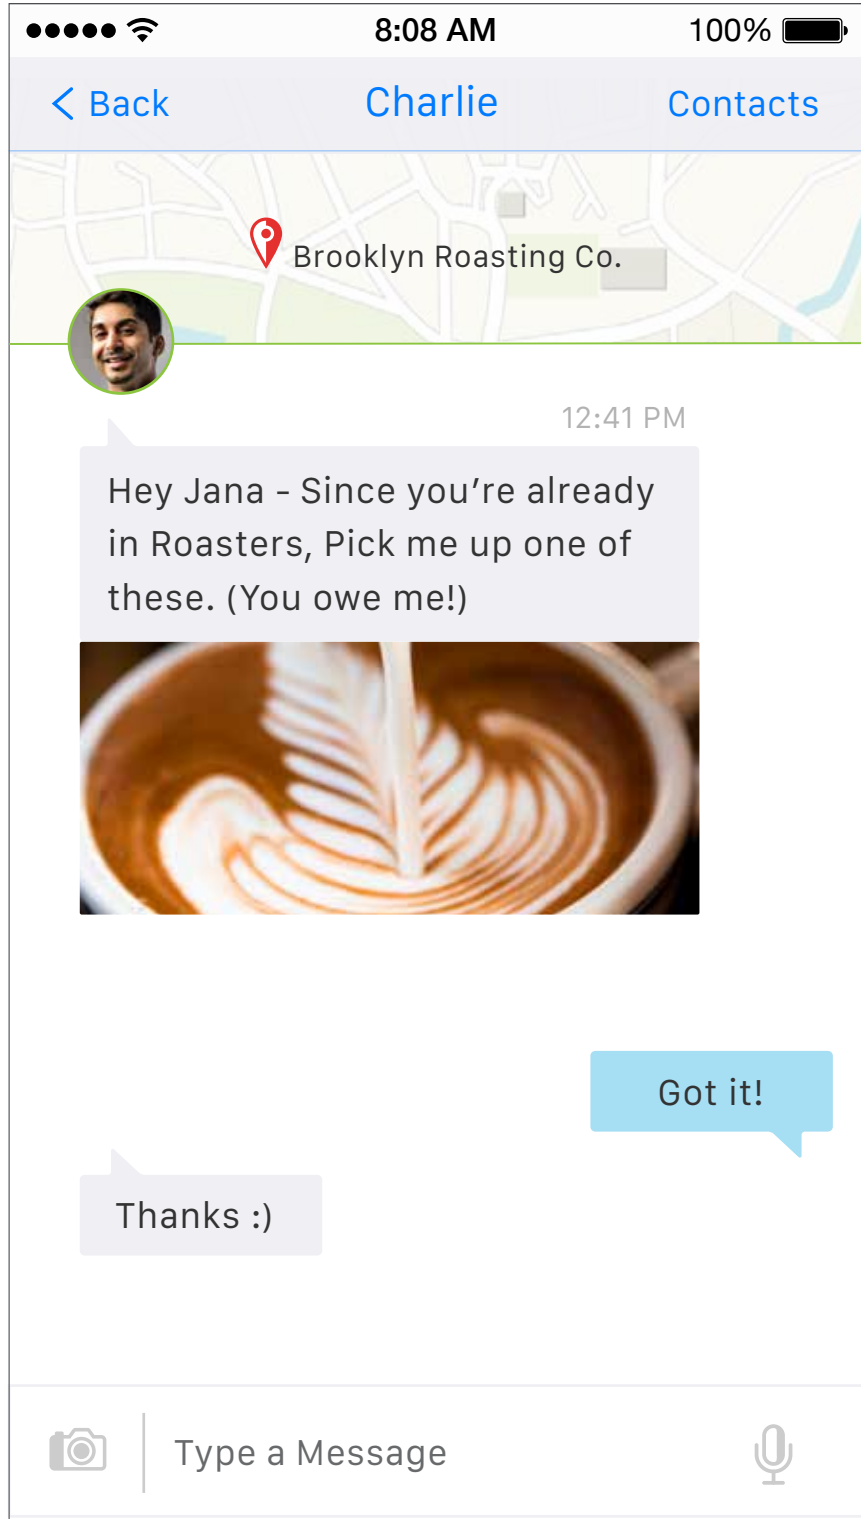 8:08 AM 100%
Back Charlie Contacts
Brooklyn Roasting Co.
12:41 PM
Hey Jana - Since you’re already
in Roasters, Pick me up one of
these. (You owe me!)
Got it!
Thanks :)
Type a Message